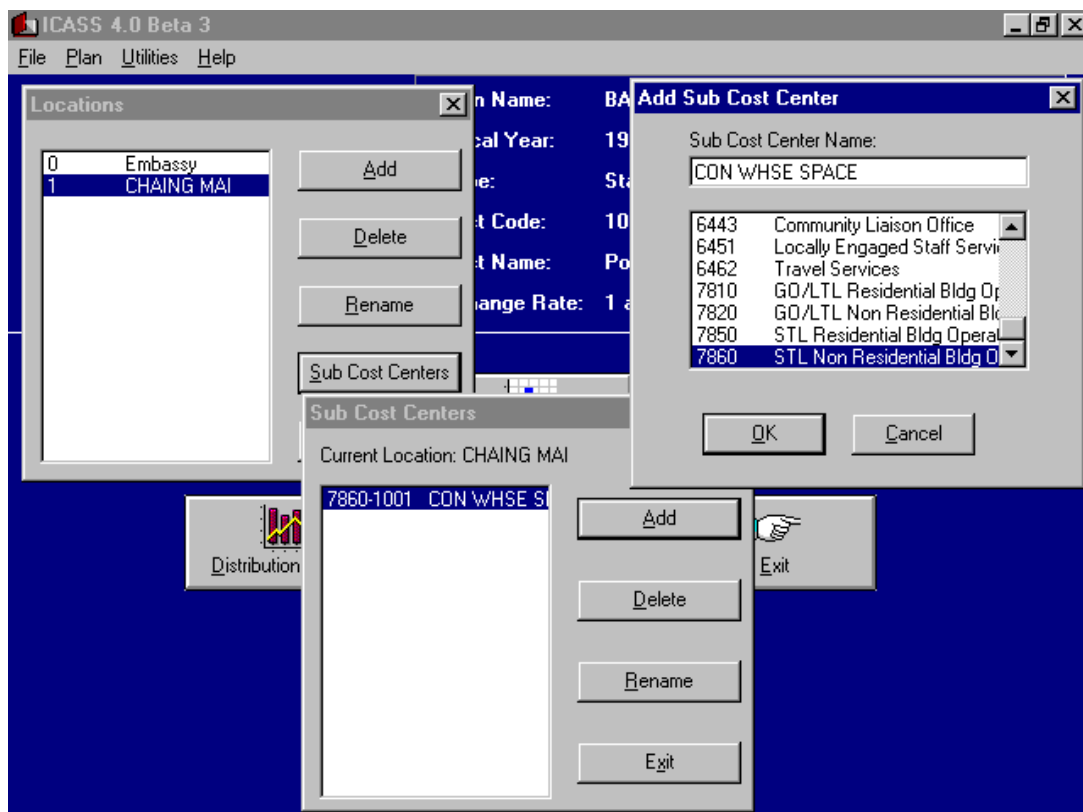 ICASS 4.0 Beta 3
File Plan Utilities Help
Locations
0 Embassy
1 CHAING MAI
Add
Delete
Rename
Sub Cost Centers
n Name: BA
cal Year: 19
e: Sta
t Code: 10
t Name: Po
ange Rate: 1 a
Add Sub Cost Center
Sub Cost Center Name:
CON WHSE SPACE
6443 Community Liaison Office
6451 Locally Engaged Staff Servi
6462 Travel Services
7810 GO/LTL Residential Bldg Op
7820 GO/LTL Non Residential Bld
7850 STL Residential Bldg Operat
7860 STL Non Residential Bldg O
OK
Cancel
Sub Cost Centers
Current Location: CHAING MAI
7860-1001 CON WHSE S
Add
Delete
Rename
Exit
Distribution
Exit